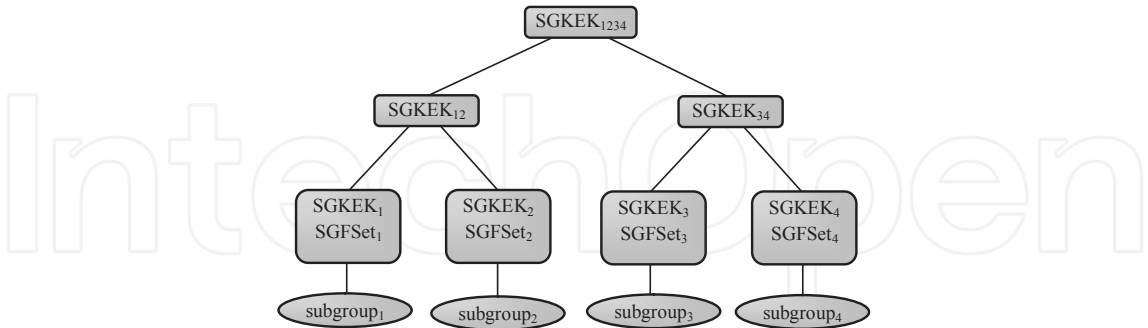 SGKEK₁₂₃₄
SGKEK₁₂
SGKEK₃₄
SGKEK₁
SGFSet₁
SGKEK₂
SGFSet₂
SGKEK₃
SGFSet₃
SGKEK₄
SGFSet₄
subgroup₁
subgroup₂
subgroup₃
subgroup₄
IntechOpen